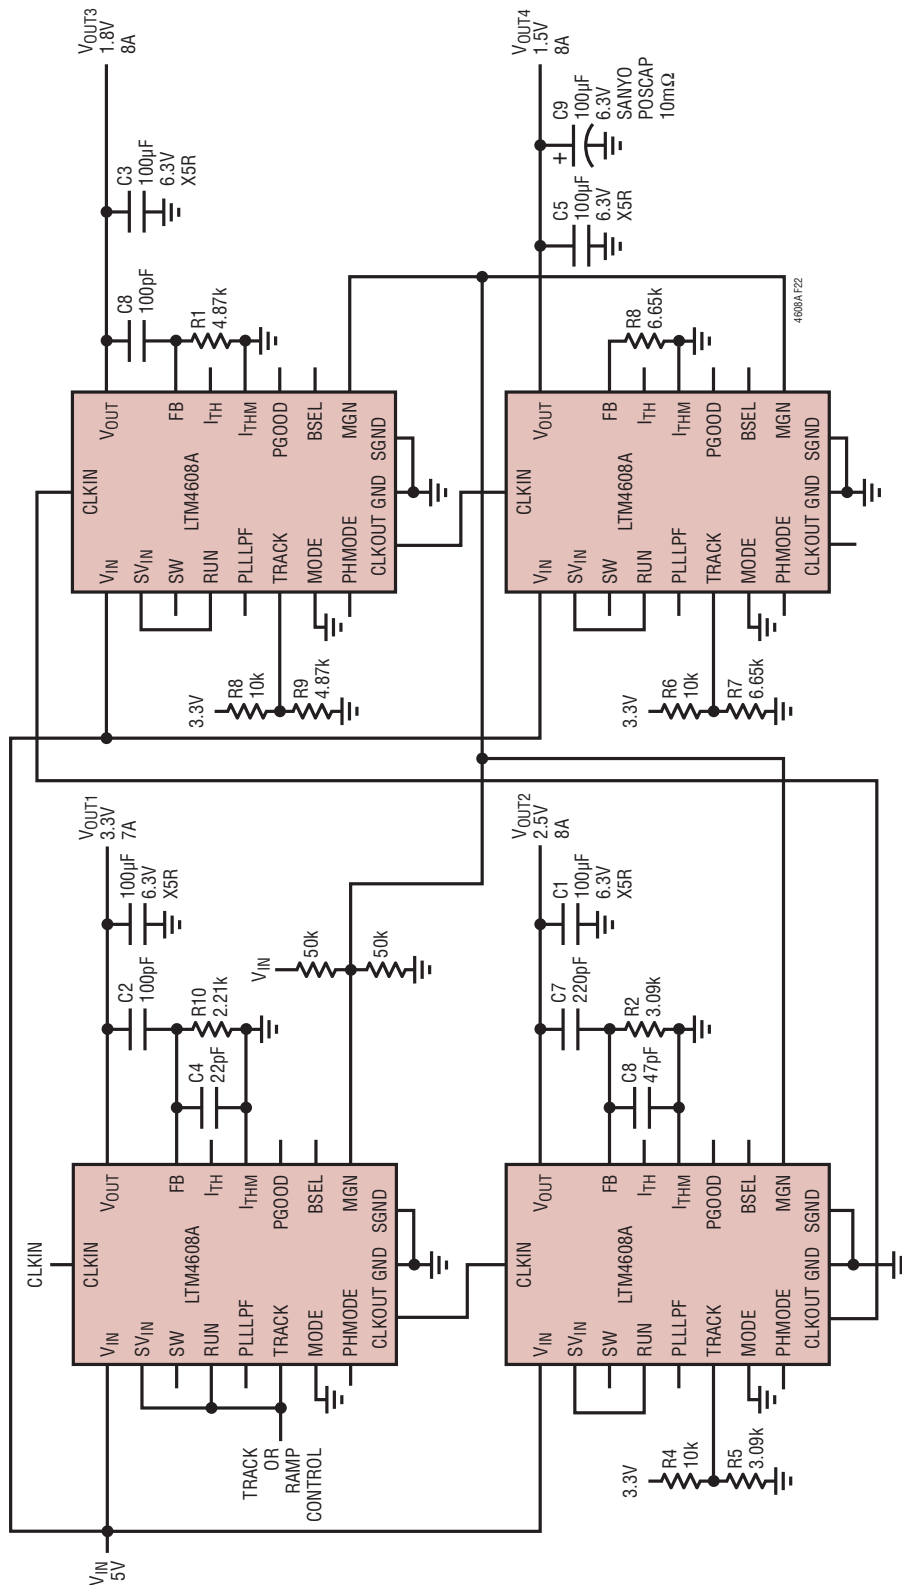 CLKIN
VIN
5V
TRACK
OR
RAMP
CONTROL
VIN
SVIN
SW
RUN
PLLLPF
TRACK
MODE
PHMODE
CLKIN
LTM4608A
CLKOUT GND
SGND
VOUT
FB
ITH
ITHM
PGOOD
BSEL
MGN
C4
22pF
C2
100pF
R10
2.21k
100µF
6.3V
X5R
VOUT1
3.3V
7A
VIN
50k
50k
3.3V
R8
10k
R9
4.87k
VIN
SVIN
SW
RUN
PLLLPF
TRACK
MODE
PHMODE
CLKIN
LTM4608A
CLKOUT GND
SGND
VOUT
FB
ITH
ITHM
PGOOD
BSEL
MGN
C8
100pF
R1
4.87k
C3
100µF
6.3V
X5R
VOUT3
1.8V
8A
3.3V
R4
10k
R5
3.09k
VIN
SVIN
SW
RUN
PLLLPF
TRACK
MODE
PHMODE
CLKIN
LTM4608A
CLKOUT GND
SGND
VOUT
FB
ITH
ITHM
PGOOD
BSEL
MGN
C8
47pF
C7
220pF
R2
3.09k
C1
100µF
6.3V
X5R
VOUT2
2.5V
8A
3.3V
R6
10k
R7
6.65k
VIN
SVIN
SW
RUN
PLLLPF
TRACK
MODE
PHMODE
CLKIN
LTM4608A
CLKOUT GND
SGND
VOUT
FB
ITH
ITHM
PGOOD
BSEL
MGN
R8
6.65k
C5
100µF
6.3V
X5R
+
C9
100µF
6.3V
SANYO
POSCAP
10mΩ
VOUT4
1.5V
8A
4608A F22